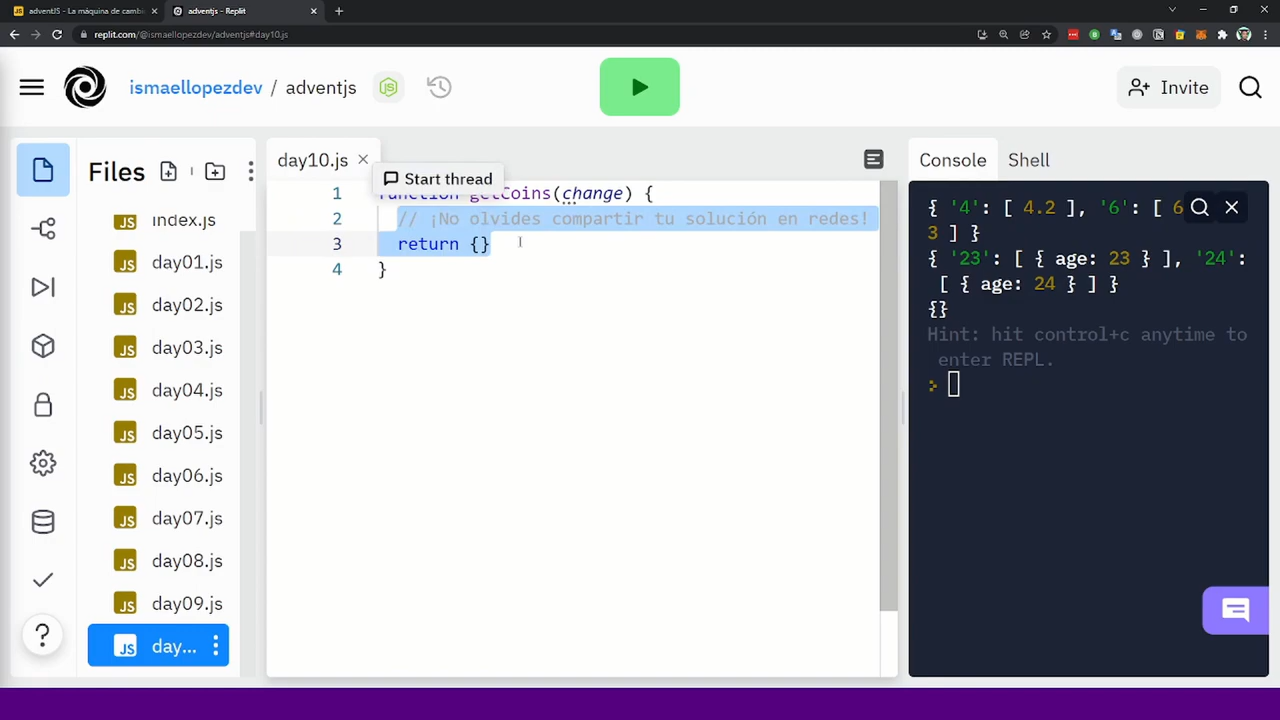 adventJS - La máquina de cambi
adventjs - Replit
replit.com/@ismaellopezdev/adventjs#day10.js
ismaellopezdev / adventjs
Invite
Files
index.js
day01.js
day02.js
day03.js
day04.js
day05.js
day06.js
day07.js
day08.js
day09.js
day...
day10.js
Start thread
1 function getCoins(change) {
2 // ¡No olvides compartir tu solución en redes!
3 return {}
4 }
Console
Shell
{ '4': [ 4.2 ], '6': [ 6
3 ] }
{ '23': [ { age: 23 } ], '24':
[ { age: 24 } ] }
{}
Hint: hit control+c anytime to
enter REPL.
>
?